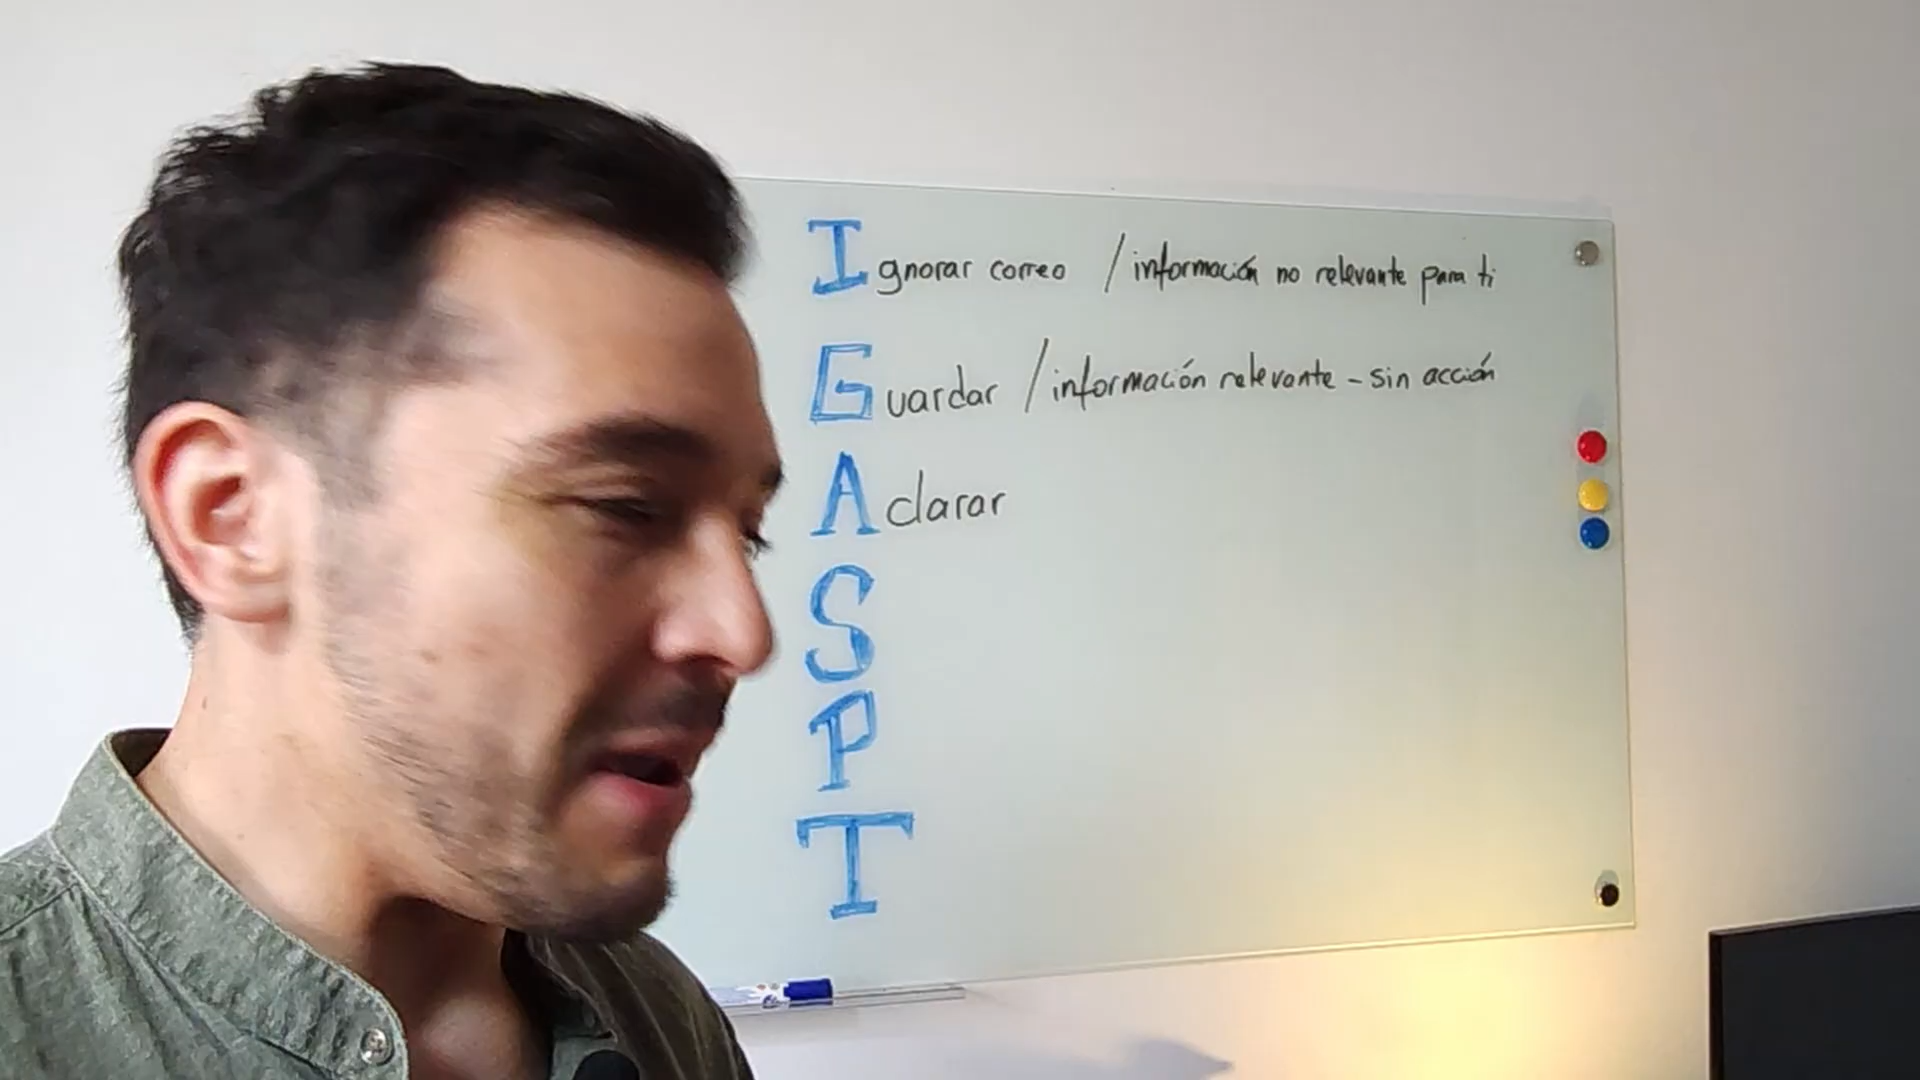 Ignorar correo / información no relevante para ti
Guardar / información relevante - sin acción
Aclarar
S
P
T